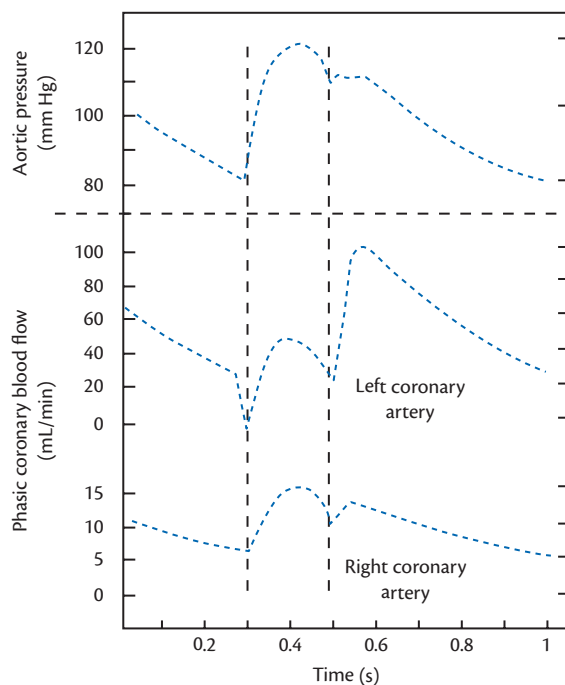 Aortic pressure
(mm Hg)
120
100
80
Phasic coronary blood flow
(mL/min)
100
80
60
40
20
0
Left coronary
artery
15
10
5
0
Right coronary
artery
0.2
0.4
0.6
0.8
1
Time (s)